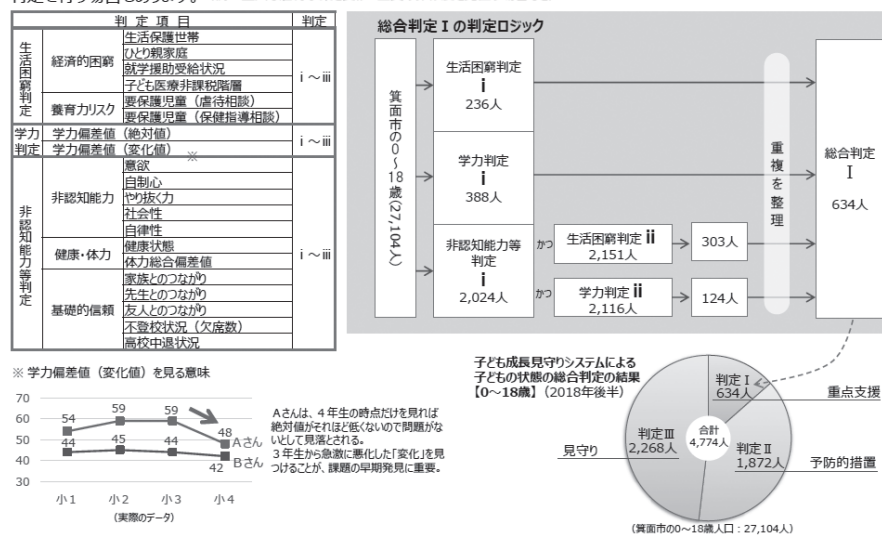 判定項目 判定
生活困窮判定
経済的困窮
生活保護世帯
ひとり親家庭
就学援助受給状況
子ども医療非課税階層
養育力リスク
要保護児童（虐待相談）
要保護児童（保健指導相談）
ⅰ～ⅲ
学力判定
学力偏差値（絶対値）
学力偏差値（変化値）※
ⅰ～ⅲ
非認知能力等判定
非認知能力
意欲
自制心
やり抜く力
社会性
自律性
健康・体力
健康状態
体力総合偏差値
基礎的信頼
家族とのつながり
先生とのつながり
友人とのつながり
不登校状況（欠席数）
高校中退状況
ⅰ～ⅲ
総合判定Ⅰの判定ロジック
箕面市の0～18歳(27,104人)
生活困窮判定
ⅰ
236人
学力判定
ⅰ
388人
非認知能力等
判定
ⅰ
2,024人
かつ
生活困窮判定ⅱ
2,151人
303人
かつ
学力判定ⅱ
2,116人
124人
重複を整理
総合判定
Ⅰ
634人
※ 学力偏差値（変化値）を見る意味
70
60
50
40
30
54
59
59
48
44
45
44
42
Aさん
Bさん
小1
小2
小3
小4
（実際のデータ）
Aさんは、4年生の時点だけを見れば
絶対値がそれほど低くないので問題がな
いとして見落とされる。
3年生から急激に悪化した「変化」を見
つけることが、課題の早期発見に重要。
子ども成長見守りシステムによる
子どもの状態の総合判定の結果
【0～18歳】（2018年後半）
判定Ⅰ
634人
重点支援
合計
4,774人
判定Ⅲ
2,268人
見守り
判定Ⅱ
1,872人
予防的措置
（箕面市の0～18歳人口：27,104人）